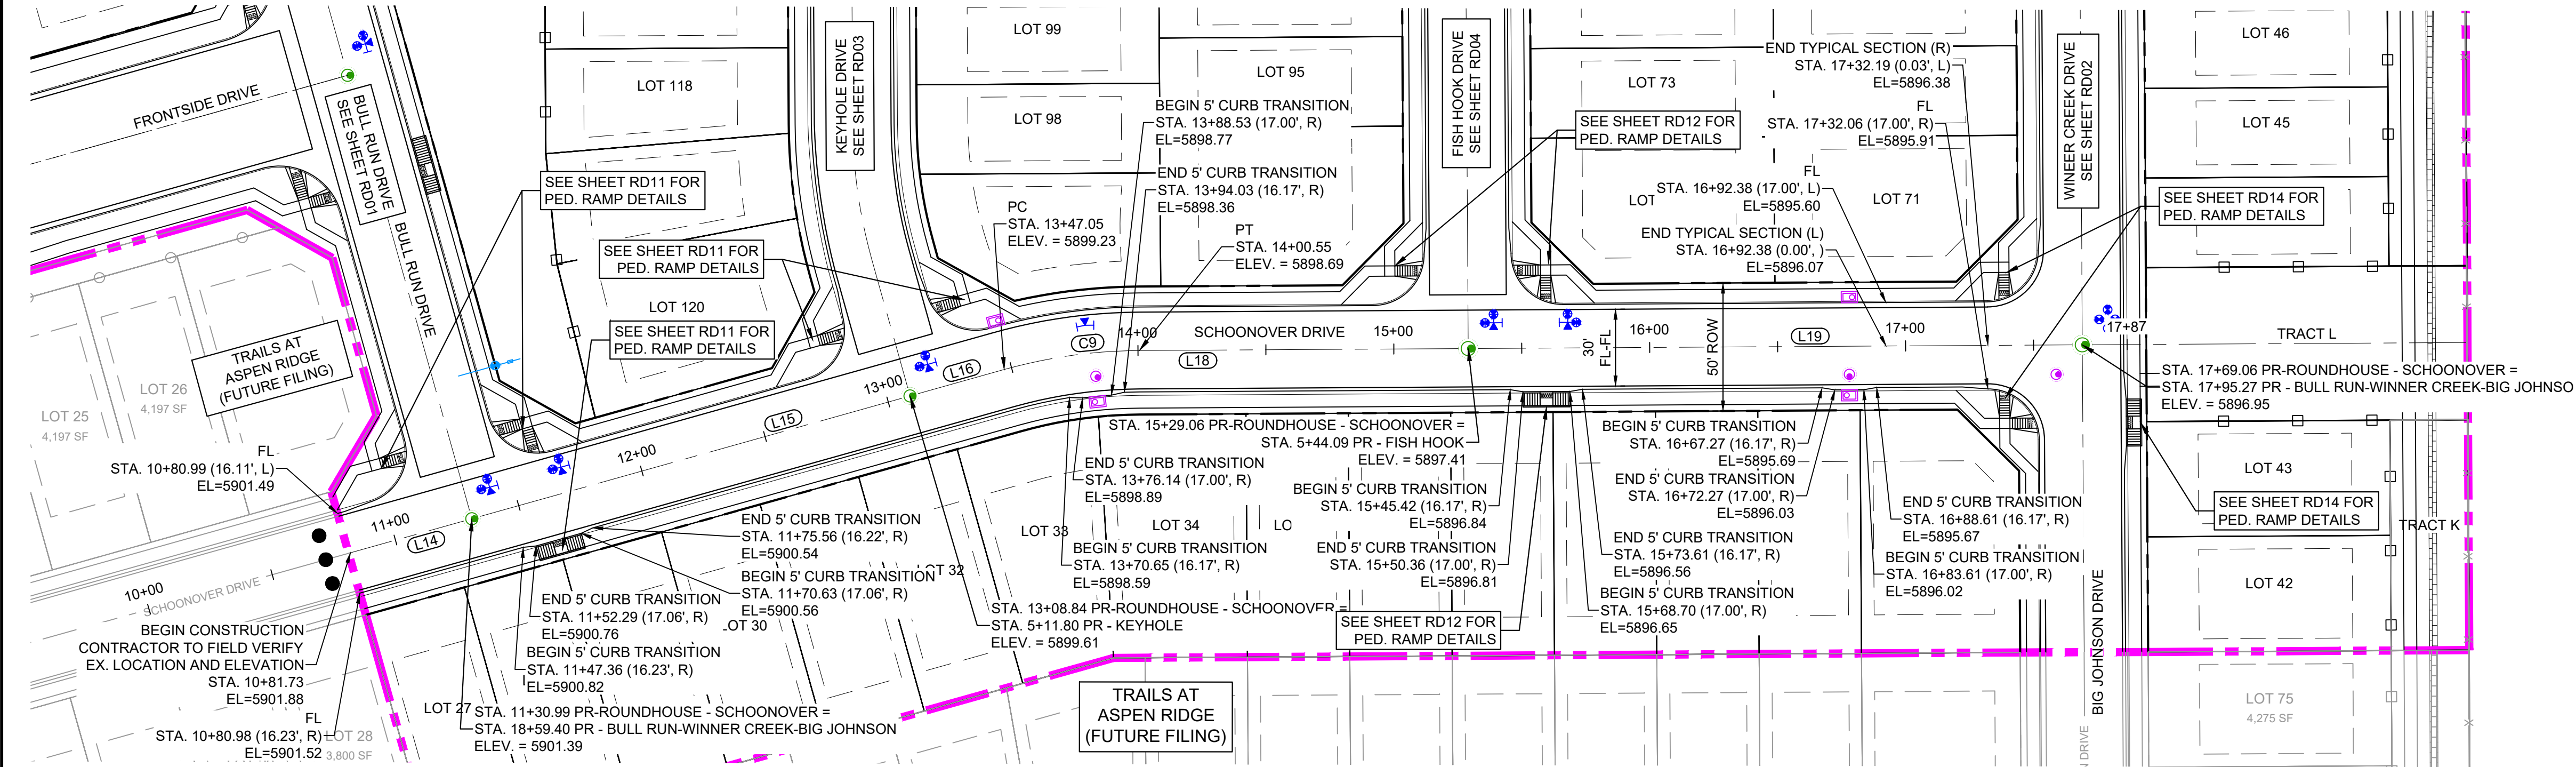 FRONTSIDE DRIVE
BULL RUN DRIVE
SEE SHEET RD01
BULL RUN DRIVE
LOT 118
KEYHOLE DRIVE
SEE SHEET RD03
LOT 99
LOT 98
LOT 95
FISH HOOK DRIVE
SEE SHEET RD04
LOT 73
LOT 71
LOT
END TYPICAL SECTION (R)
STA. 17+32.19 (0.03', L)
EL=5896.38
FL
STA. 17+32.06 (17.00', R)
EL=5895.91
FL
STA. 16+92.38 (17.00', L)
EL=5895.60
END TYPICAL SECTION (L)
STA. 16+92.38 (0.00', )
EL=5896.07
WINEER CREEK DRIVE
SEE SHEET RD02
LOT 46
LOT 45
SEE SHEET RD14 FOR
PED. RAMP DETAILS
SEE SHEET RD12 FOR
PED. RAMP DETAILS
BEGIN 5' CURB TRANSITION
STA. 13+88.53 (17.00', R)
EL=5898.77
END 5' CURB TRANSITION
STA. 13+94.03 (16.17', R)
EL=5898.36
PC
STA. 13+47.05
ELEV. = 5899.23
PT
STA. 14+00.55
ELEV. = 5898.69
SEE SHEET RD11 FOR
PED. RAMP DETAILS
SEE SHEET RD11 FOR
PED. RAMP DETAILS
LOT 120
SEE SHEET RD11 FOR
PED. RAMP DETAILS
TRAILS AT
ASPEN RIDGE
(FUTURE FILING)
LOT 26
4,197 SF
LOT 25
4,197 SF
FL
STA. 10+80.99 (16.11', L)
EL=5901.49
10+00
SCHOONOVER DRIVE
11+00
L14
12+00
L15
13+00
L16
C9
14+00
SCHOONOVER DRIVE
L18
15+00
30'
FL-FL
16+00
50' ROW
L19
17+00
17+87
TRACT L
STA. 17+69.06 PR-ROUNDHOUSE - SCHOONOVER =
STA. 17+95.27 PR - BULL RUN-WINNER CREEK-BIG JOHNSO
ELEV. = 5896.95
STA. 15+29.06 PR-ROUNDHOUSE - SCHOONOVER =
STA. 5+44.09 PR - FISH HOOK
ELEV. = 5897.41
END 5' CURB TRANSITION
STA. 13+76.14 (17.00', R)
EL=5898.89
BEGIN 5' CURB TRANSITION
STA. 13+70.65 (16.17', R)
EL=5898.59
BEGIN 5' CURB TRANSITION
STA. 15+45.42 (16.17', R)
EL=5896.84
END 5' CURB TRANSITION
STA. 15+50.36 (17.00', R)
EL=5896.81
BEGIN 5' CURB TRANSITION
STA. 16+67.27 (16.17', R)
EL=5895.69
END 5' CURB TRANSITION
STA. 16+72.27 (17.00', R)
EL=5896.03
END 5' CURB TRANSITION
STA. 15+73.61 (16.17', R)
EL=5896.56
BEGIN 5' CURB TRANSITION
STA. 15+68.70 (17.00', R)
EL=5896.65
END 5' CURB TRANSITION
STA. 16+88.61 (16.17', R)
EL=5895.67
BEGIN 5' CURB TRANSITION
STA. 16+83.61 (17.00', R)
EL=5896.02
LOT 43
SEE SHEET RD14 FOR
PED. RAMP DETAILS
TRACT K
LOT 42
LOT 75
4,275 SF
BIG JOHNSON DRIVE
N DRIVE
LOT 33
LOT 34
LO
OT 32
OT 30
LOT 27
LOT 28
3,800 SF
END 5' CURB TRANSITION
STA. 11+75.56 (16.22', R)
EL=5900.54
BEGIN 5' CURB TRANSITION
STA. 11+70.63 (17.06', R)
EL=5900.56
END 5' CURB TRANSITION
STA. 11+52.29 (17.06', R)
EL=5900.76
BEGIN 5' CURB TRANSITION
STA. 11+47.36 (16.23', R)
EL=5900.82
STA. 13+08.84 PR-ROUNDHOUSE - SCHOONOVER =
STA. 5+11.80 PR - KEYHOLE
ELEV. = 5899.61
SEE SHEET RD12 FOR
PED. RAMP DETAILS
BEGIN CONSTRUCTION
CONTRACTOR TO FIELD VERIFY
EX. LOCATION AND ELEVATION
STA. 10+81.73
EL=5901.88
FL
STA. 10+80.98 (16.23', R)
EL=5901.52
STA. 11+30.99 PR-ROUNDHOUSE - SCHOONOVER =
STA. 18+59.40 PR - BULL RUN-WINNER CREEK-BIG JOHNSON
ELEV. = 5901.39
TRAILS AT
ASPEN RIDGE
(FUTURE FILING)